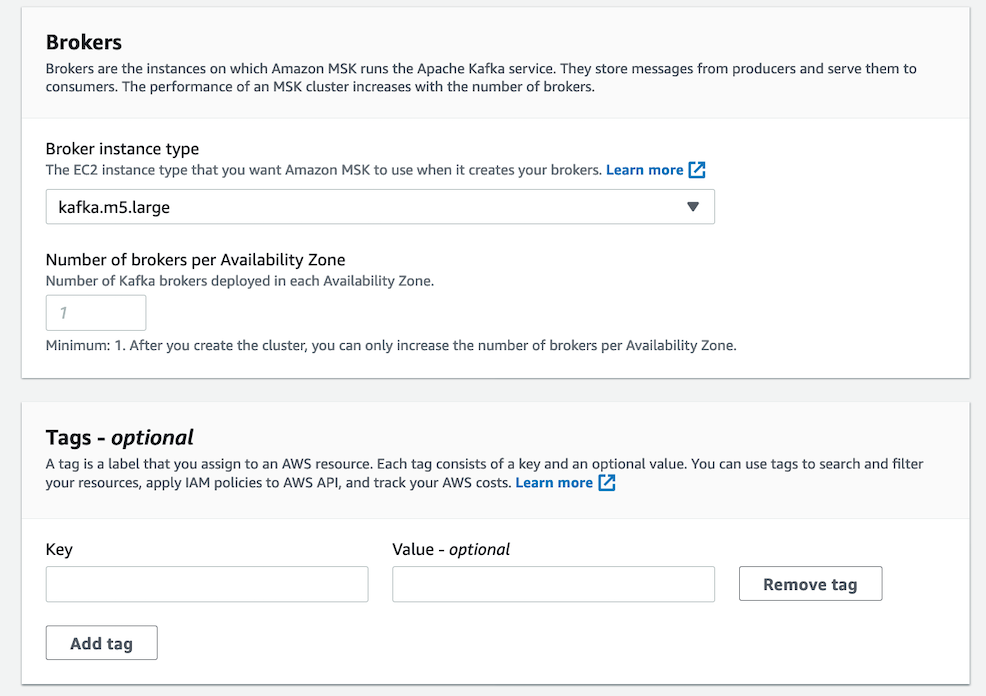 Brokers
Brokers are the instances on which Amazon MSK runs the Apache Kafka service. They store messages from producers and serve them to
consumers. The performance of an MSK cluster increases with the number of brokers.
Broker instance type
The EC2 instance type that you want Amazon MSK to use when it creates your brokers. Learn more
kafka.m5.large
Number of brokers per Availability Zone
Number of Kafka brokers deployed in each Availability Zone.
1
Minimum: 1. After you create the cluster, you can only increase the number of brokers per Availability Zone.
Tags - optional
A tag is a label that you assign to an AWS resource. Each tag consists of a key and an optional value. You can use tags to search and filter
your resources, apply IAM policies to AWS API, and track your AWS costs. Learn more
Key
Value - optional
Remove tag
Add tag